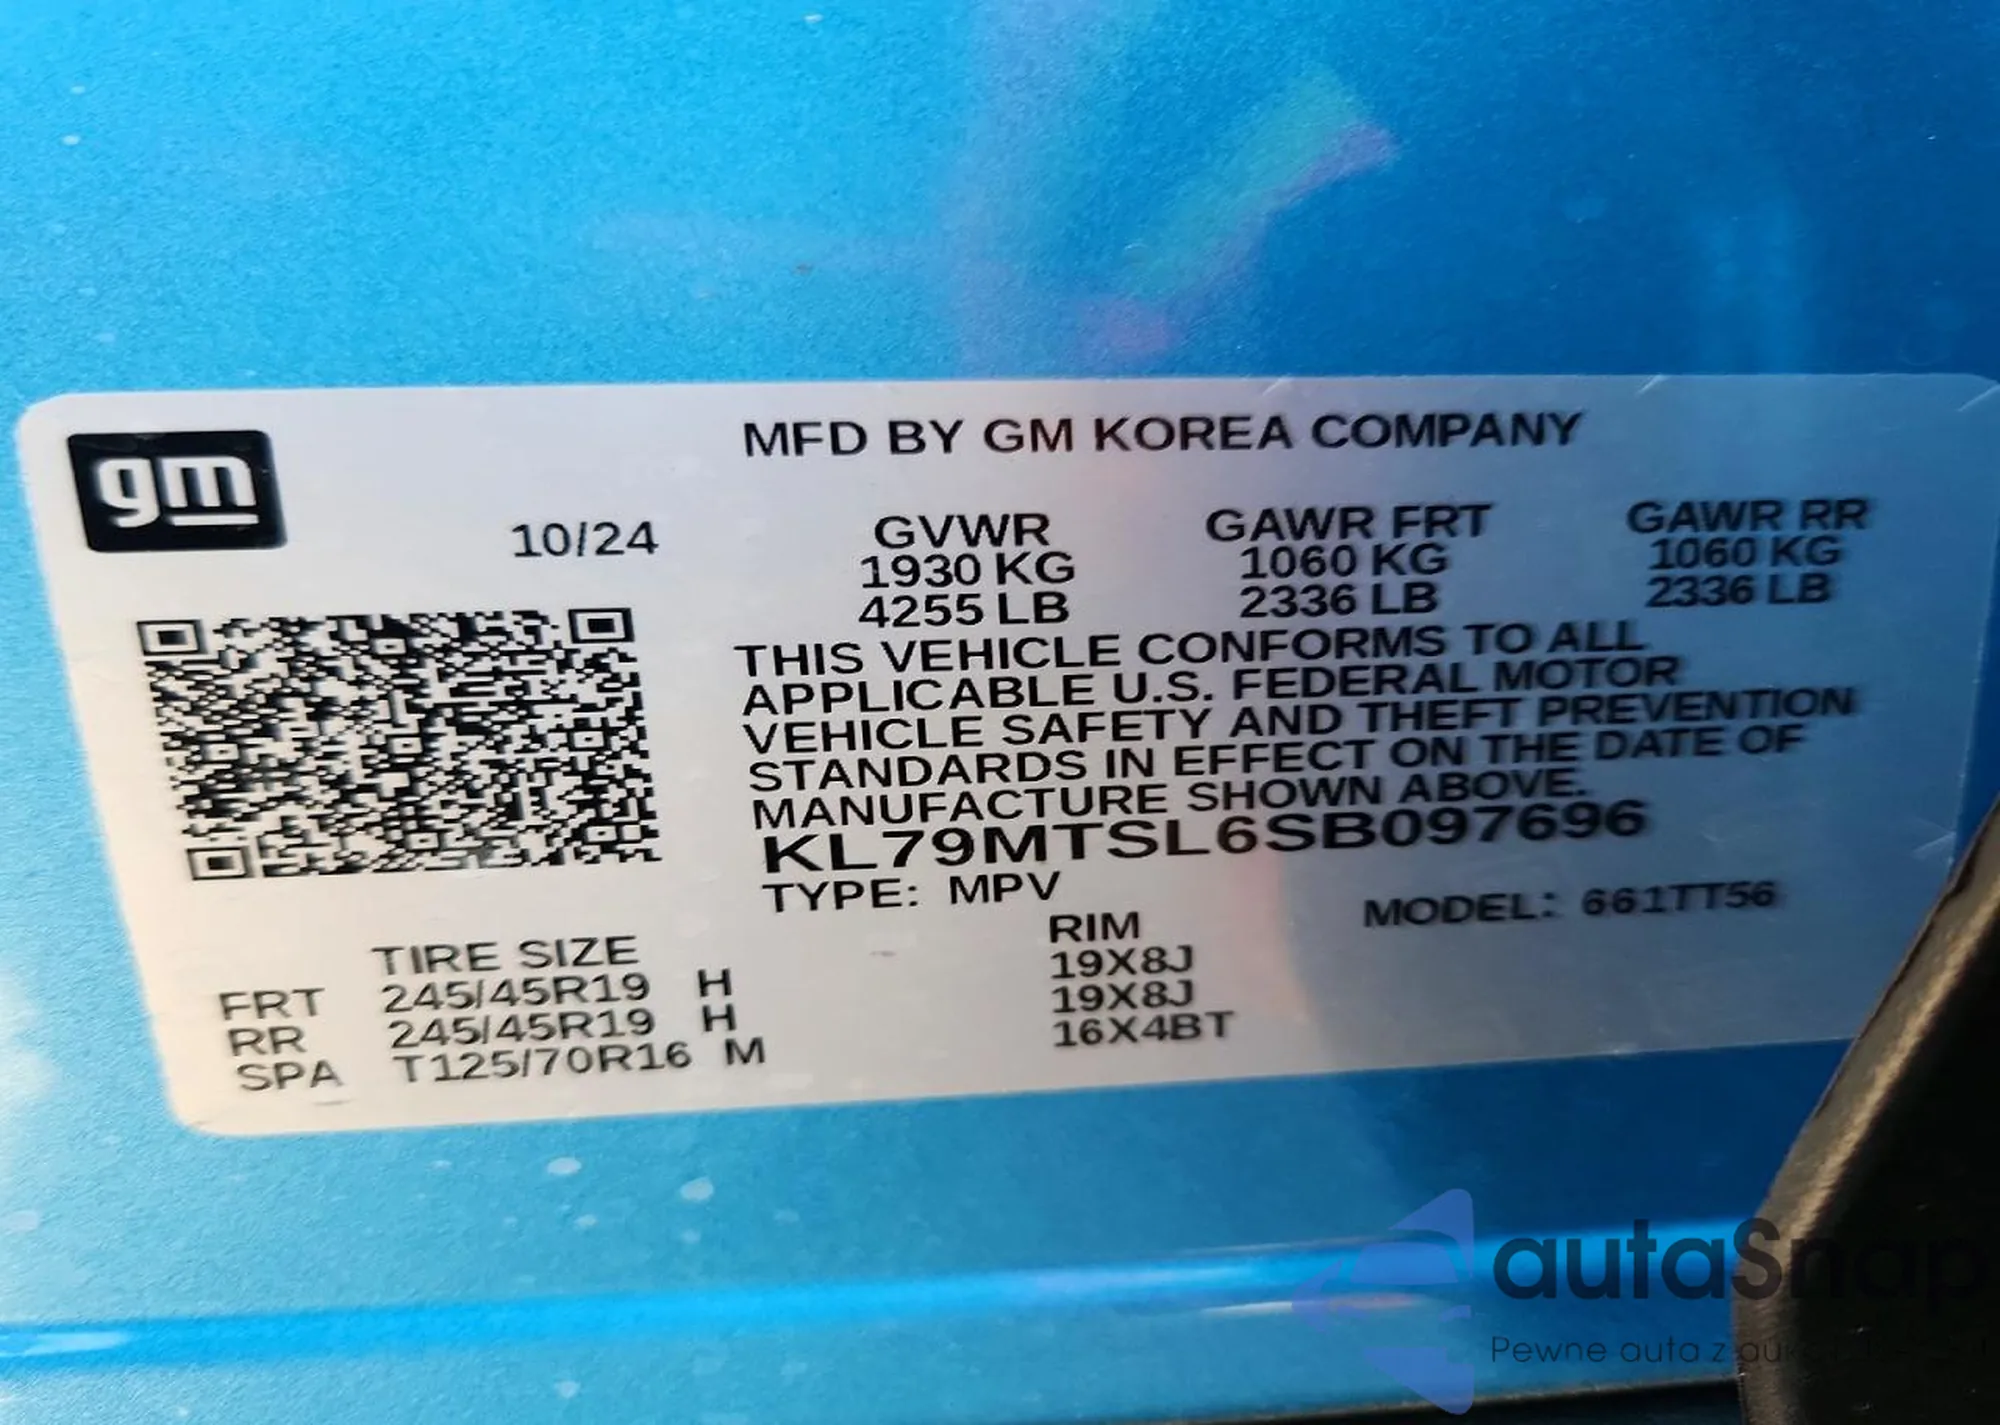 gm
MFD BY GM KOREA COMPANY
10/24
GVWR GAWR FRT GAWR RR
1930 KG 1060 KG 1060 KG
4255 LB 2336 LB 2336 LB
THIS VEHICLE CONFORMS TO ALL
APPLICABLE U.S. FEDERAL MOTOR
VEHICLE SAFETY AND THEFT PREVENTION
STANDARDS IN EFFECT ON THE DATE OF
MANUFACTURE SHOWN ABOVE.
KL79MTSL6SB097696
TYPE: MPV MODEL: 661TT56
TIRE SIZE RIM
FRT 245/45R19 H 19X8J
RR 245/45R19 H 19X8J
SPA T125/70R16 M 16X4BT
autaSnap
Pewne auta z